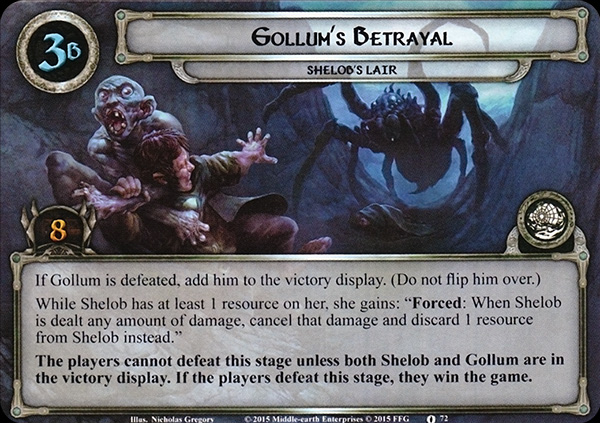 3B
GOLLUM'S BETRAYAL
SHELOB'S LAIR
8
If Gollum is defeated, add him to the victory display. (Do not flip him over.)
While Shelob has at least 1 resource on her, she gains: “Forced: When Shelob
is dealt any amount of damage, cancel that damage and discard 1 resource
from Shelob instead.”
The players cannot defeat this stage unless both Shelob and Gollum are in
the victory display. If the players defeat this stage, they win the game.
Illus. Nicholas Gregory ©2015 Middle-earth Enterprises © 2015 FFG 72